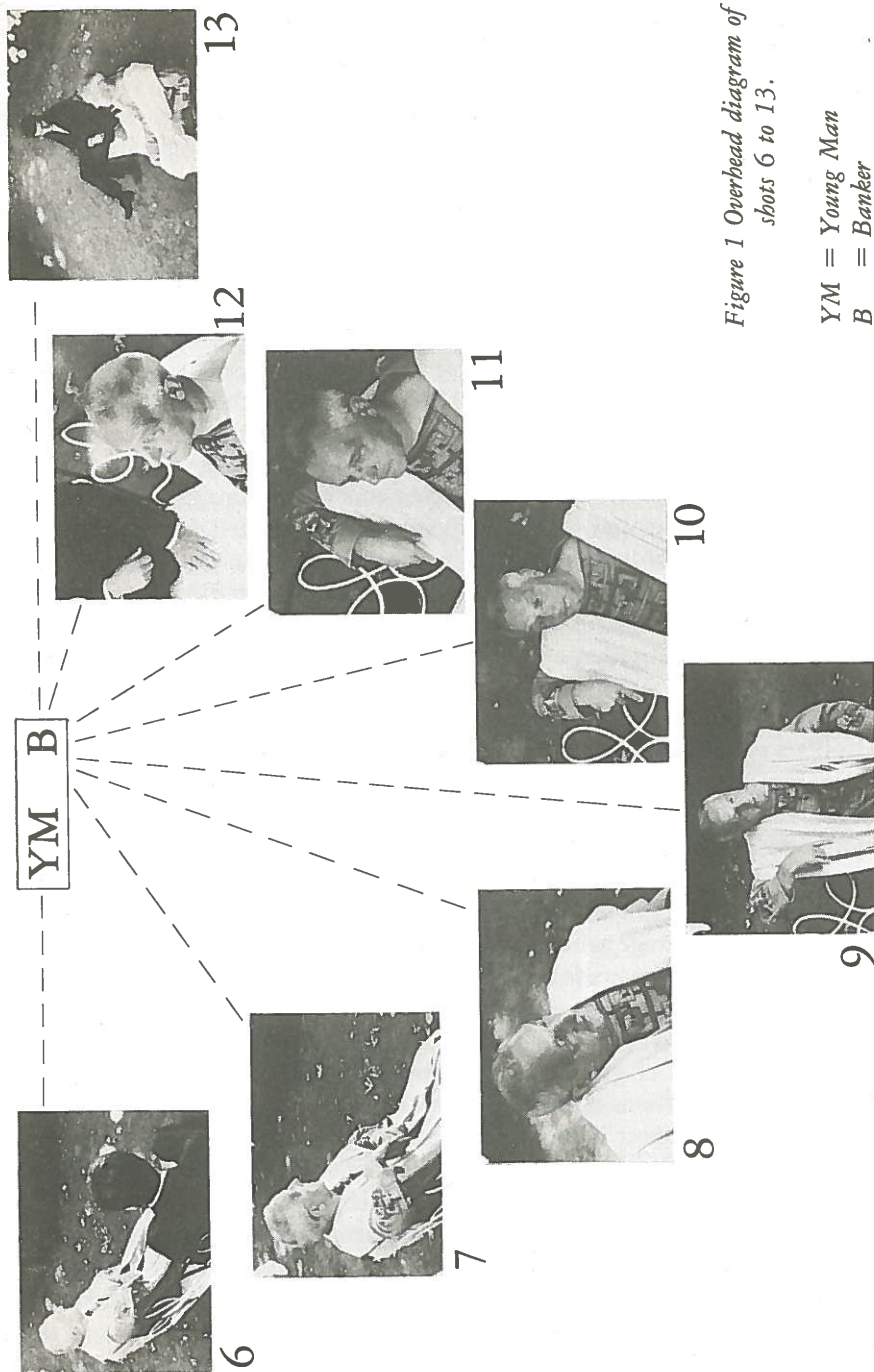 YM B
6
7
8
9
10
11
12
13
Figure 1 Overhead diagram of
shots 6 to 13.
YM = Young Man
B = Banker